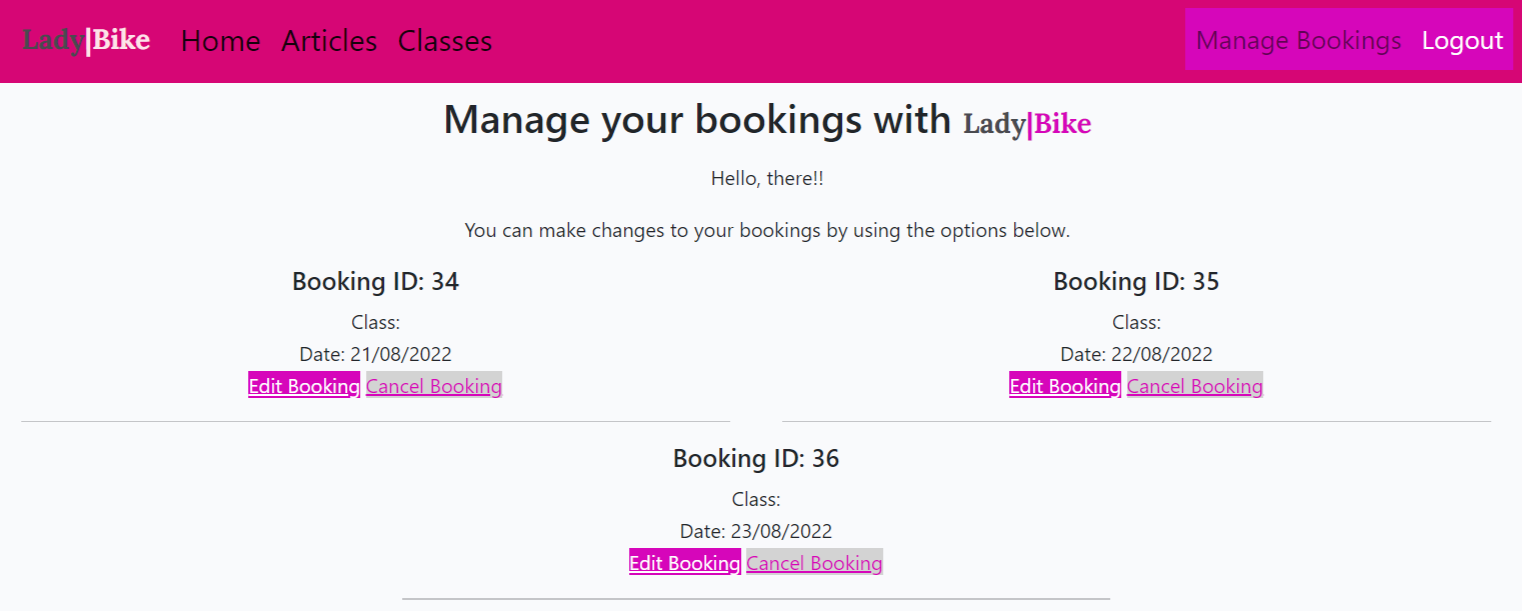 Lady|Bike Home Articles Classes Manage Bookings Logout
Manage your bookings with Lady|Bike
Hello, there!!
You can make changes to your bookings by using the options below.
Booking ID: 34
Class:
Date: 21/08/2022
Edit Booking Cancel Booking
Booking ID: 35
Class:
Date: 22/08/2022
Edit Booking Cancel Booking
Booking ID: 36
Class:
Date: 23/08/2022
Edit Booking Cancel Booking